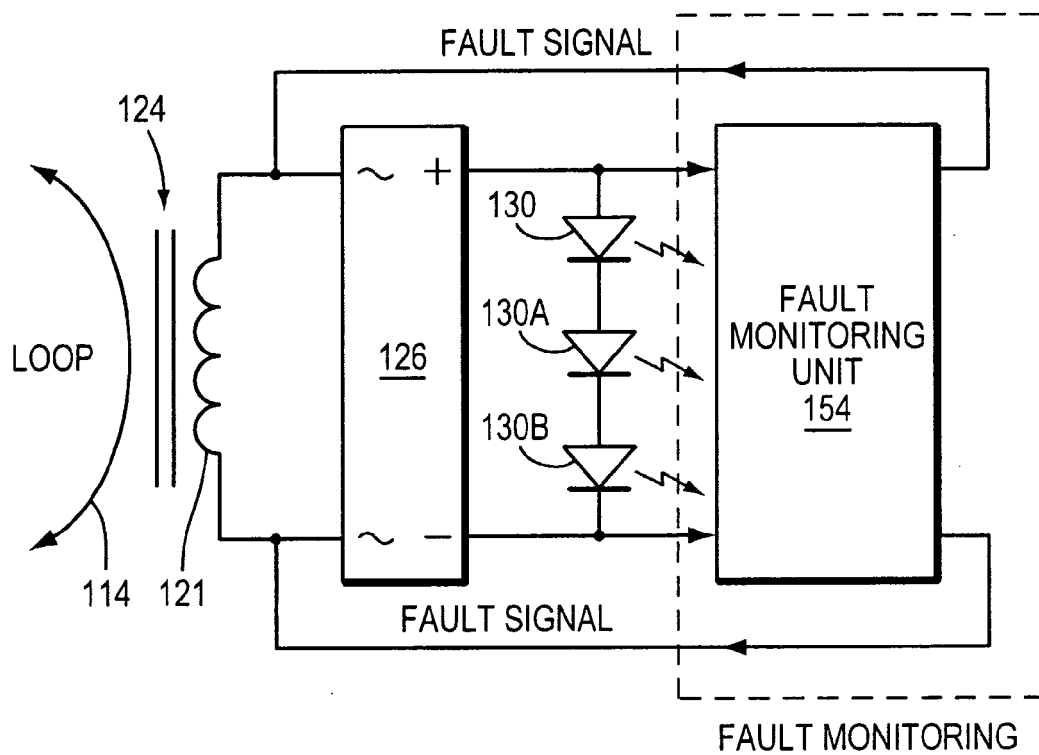 FAULT SIGNAL
124
~ +
130
LOOP
130A
126
FAULT
MONITORING
UNIT
154
130B
~ −
114
121
FAULT SIGNAL
FAULT MONITORING